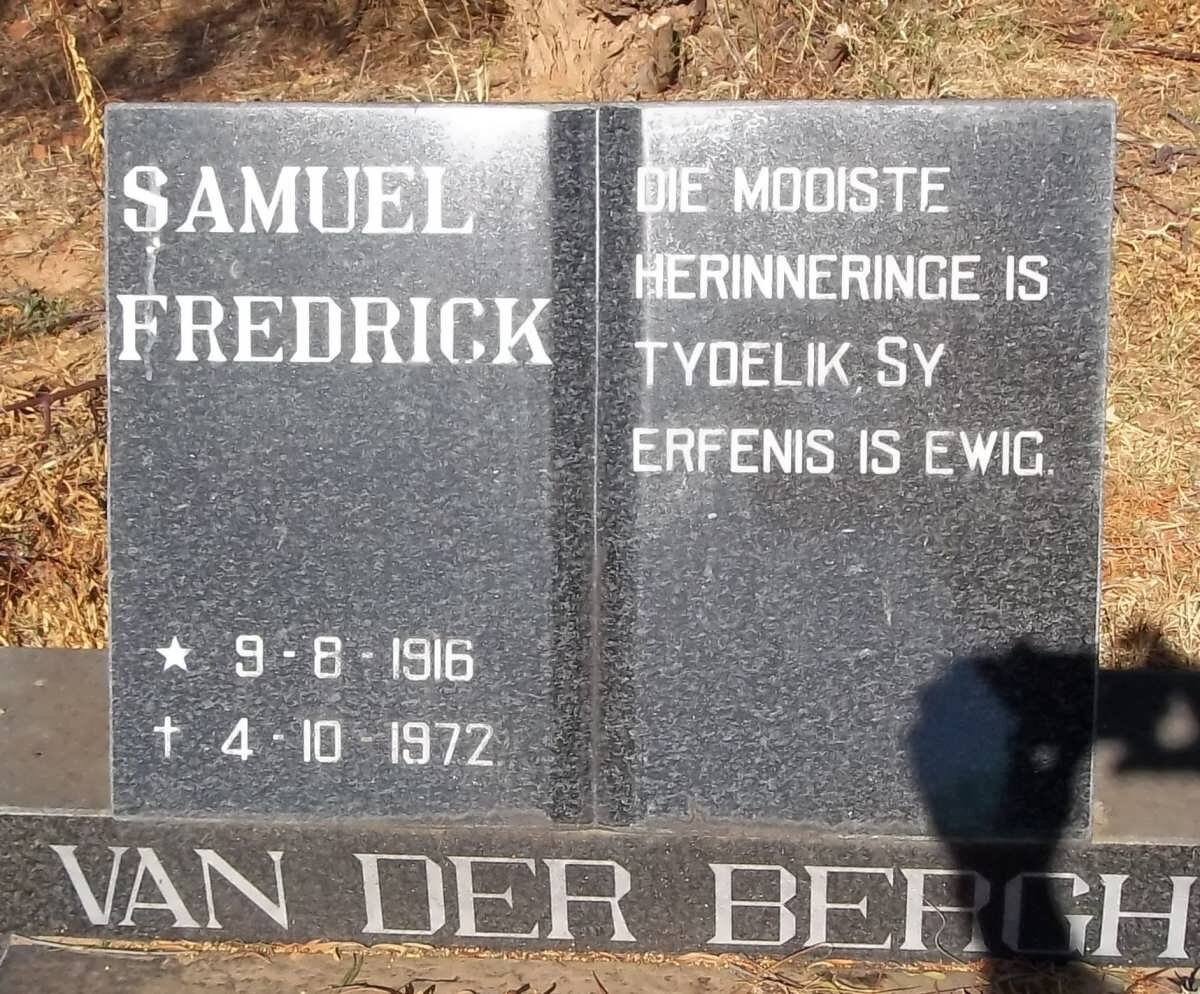 SAMUEL
FREDRICK
★ 9-8-1916
† 4-10-1972
DIE MOOISTE
HERINNERINGE IS
TYDELIK, SY
ERFENIS IS EWIG.
VAN DER BERGH